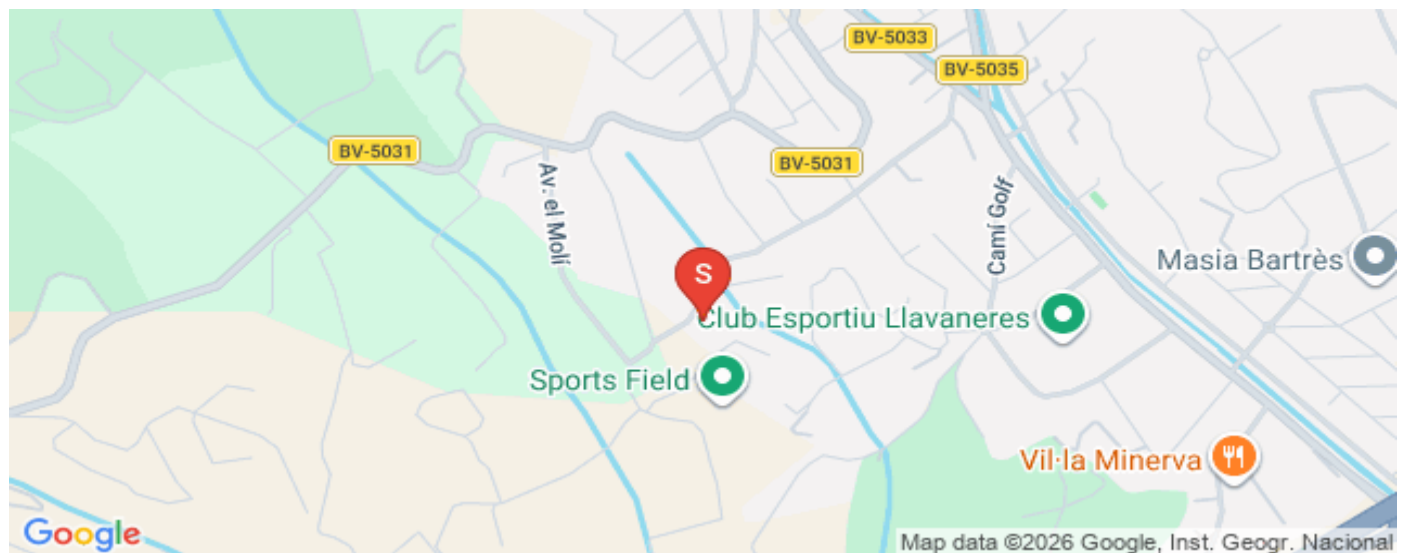 BV-5033
BV-5035
BV-5031
BV-5031
Av. el Molí
Camí Golf
Masia Bartrès
S
Club Esportiu Llavaneres
Sports Field
Vil·la Minerva
Google
Map data ©2026 Google, Inst. Geogr. Nacional